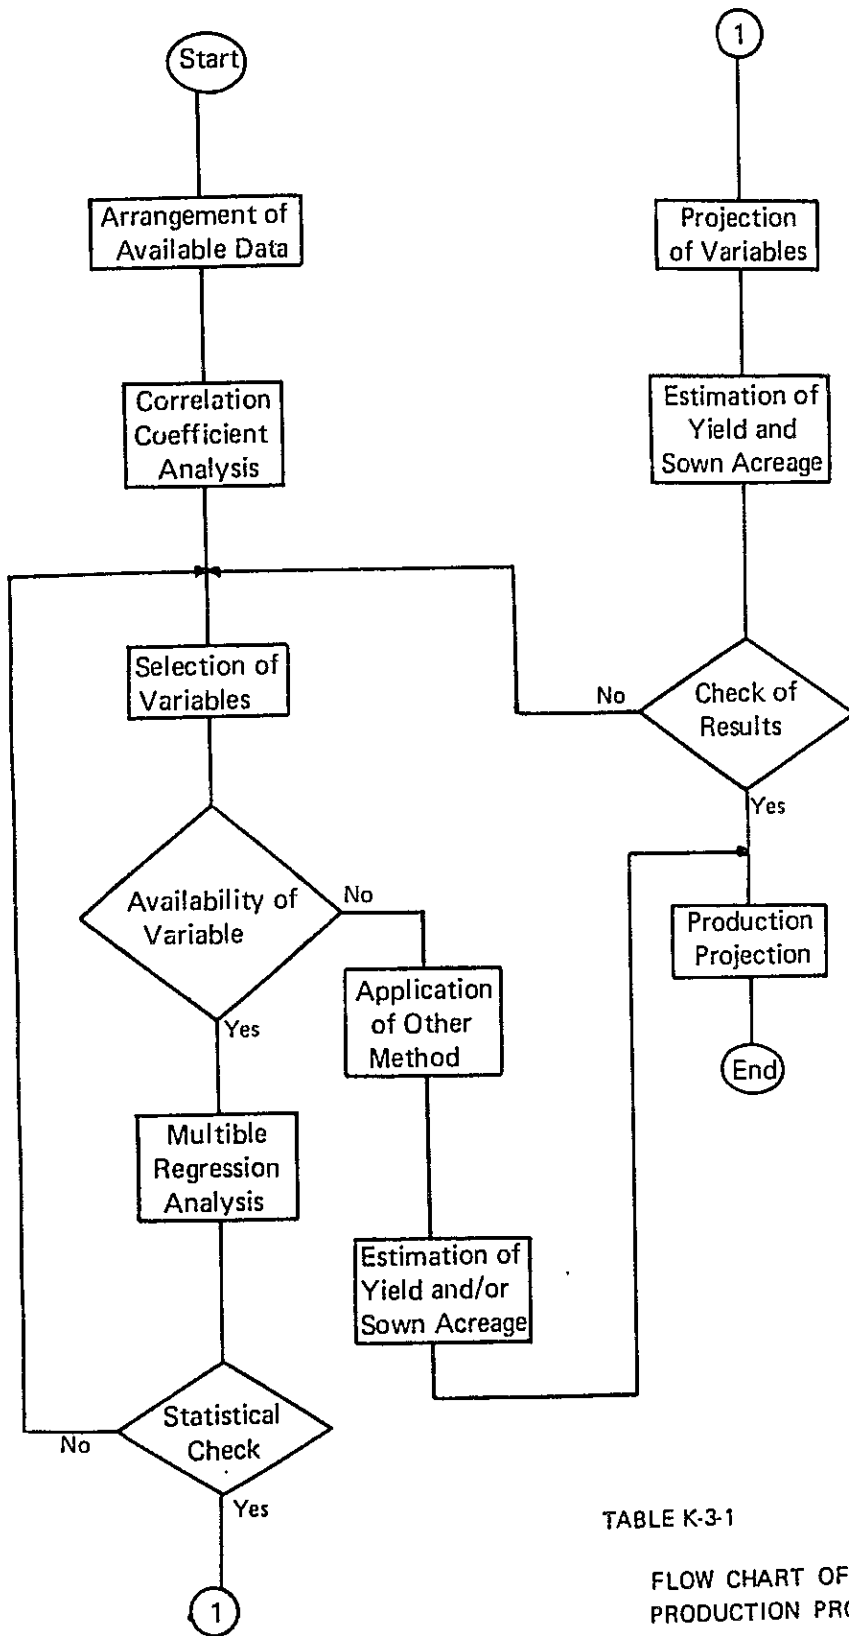 Start
Arrangement of
Available Data
Correlation
Coefficient
Analysis
Selection of
Variables
Availability of
Variable
No
Yes
Application
of Other
Method
Multible
Regression
Analysis
Estimation of
Yield and/or
Sown Acreage
Statistical
Check
No
Yes
1
1
Projection
of Variables
Estimation of
Yield and
Sown Acreage
Check of
Results
No
Yes
Production
Projection
End
TABLE K-3-1
FLOW CHART OF
PRODUCTION PRO